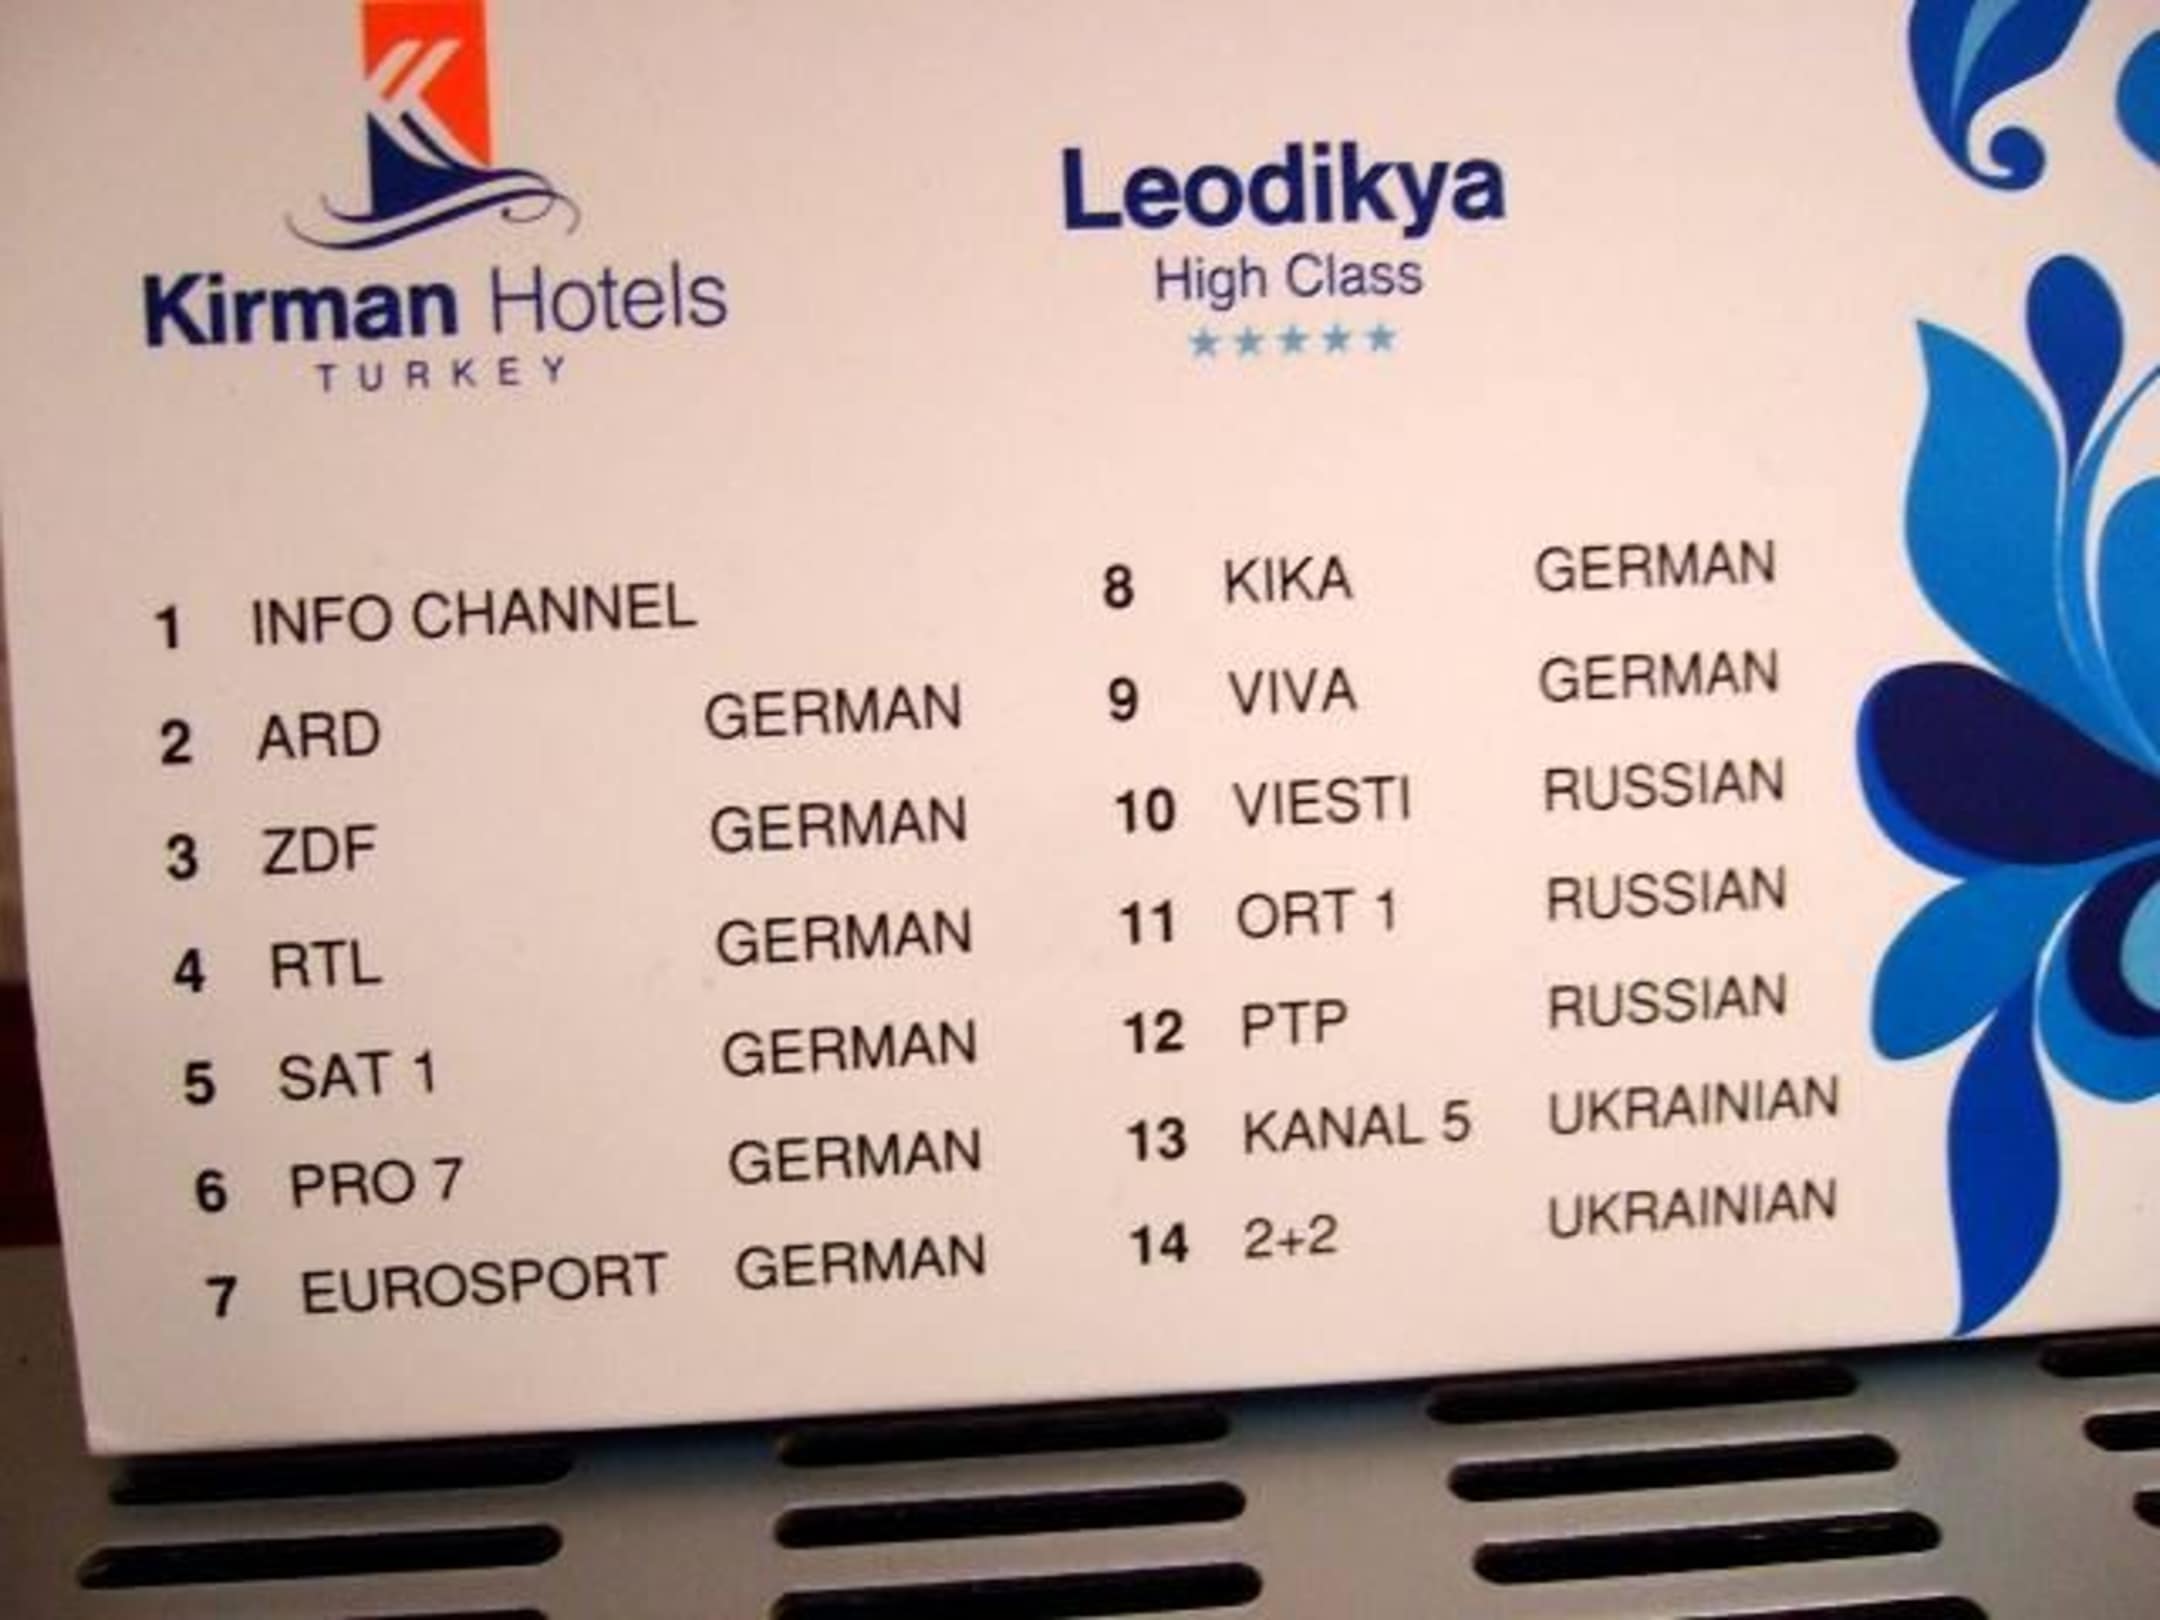 Kirman Hotels
TURKEY
Leodikya
High Class
1 INFO CHANNEL
2 ARD GERMAN
3 ZDF GERMAN
4 RTL GERMAN
5 SAT 1 GERMAN
6 PRO 7 GERMAN
7 EUROSPORT GERMAN
8 KIKA GERMAN
9 VIVA GERMAN
10 VIESTI RUSSIAN
11 ORT 1 RUSSIAN
12 PTP RUSSIAN
13 KANAL 5 UKRAINIAN
14 2+2 UKRAINIAN